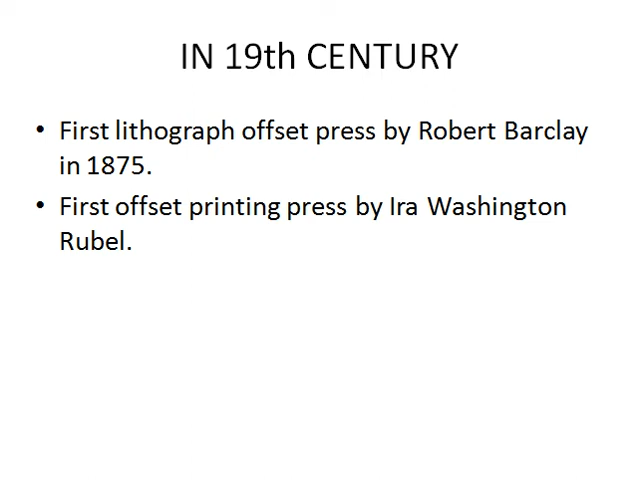 IN 19th CENTURY
• First lithograph offset press by Robert Barclay
in 1875.
• First offset printing press by Ira Washington
Rubel.